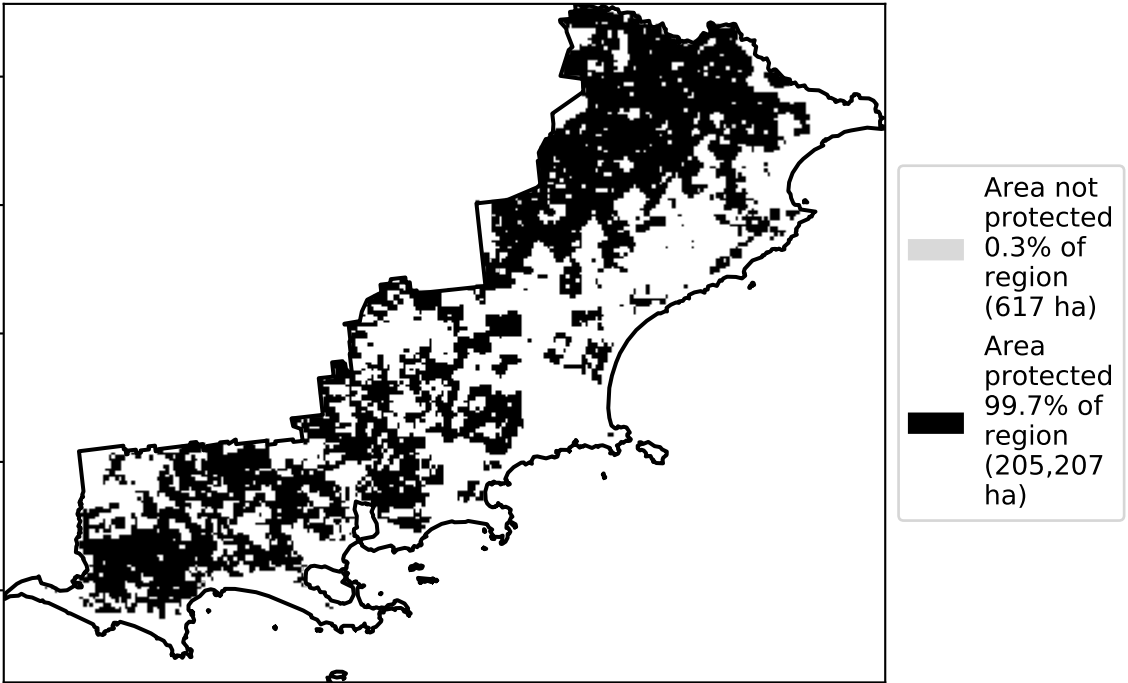 Area not
protected
0.3% of
region
(617 ha)
Area
protected
99.7% of
region
(205,207
ha)